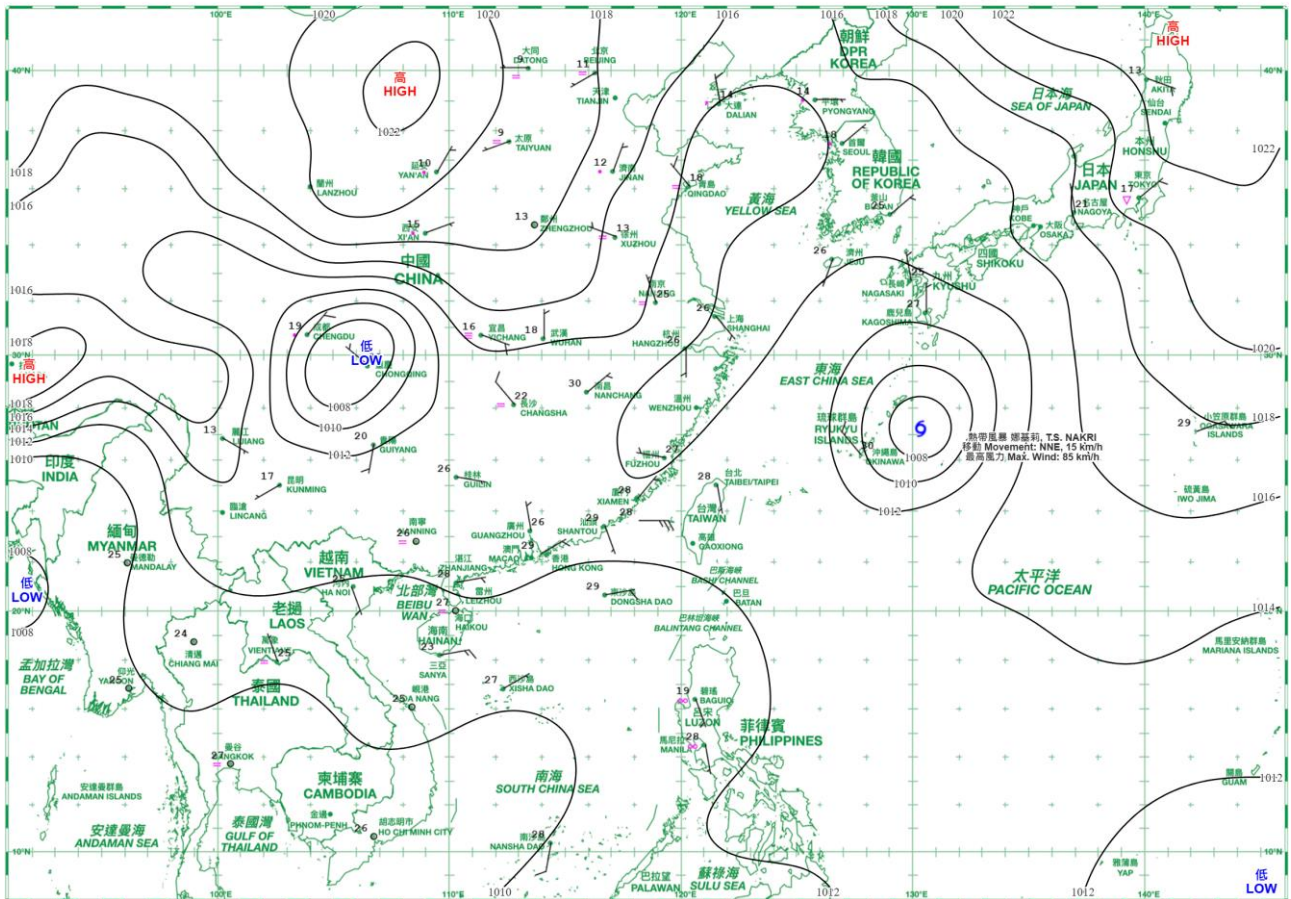 100°E
1020
110°E
1020
1018
120°E
1016
1016
1018
130°E
1020
1022
140°E
高
HIGH
高
HIGH
1022
40°N
40°N
9
大同
DATONG
11
北京
BEIJING
天津
TIANJIN
14
大連
DALIAN
14
平壤
PYONGYANG
朝鮮
DPR
KOREA
日本海
SEA OF JAPAN
13
秋田
AKITA
仙台
SENDAI
本州
HONSHU
1022
9
太原
TAIYUAN
18
首爾
SEOUL
韓國
REPUBLIC
OF KOREA
10
延安
YAN'AN
12
濟南
JINAN
18
青島
QINGDAO
黃海
YELLOW SEA
日本
JAPAN
17
東京
TOKYO
1018
蘭州
LANZHOU
1016
15
XI'AN
13
鄭州
ZHENGZHOU
13
徐州
XUZHOU
25
釜山
BUSAN
神戶
KOBE
大阪
OSAKA
21
名古屋
NAGOYA
中國
CHINA
26
濟州
JEJU
四國
SHIKOKU
25
長崎
NAGASAKI
九州
KYUSHU
1016
南京
NANJING
25
27
鹿兒島
KAGOSHIMA
1018
19
成都
CHENGDU
16
宜昌
YICHANG
18
武漢
WUHAN
26
上海
SHANGHAI
杭州
HANGZHOU
26
1020
30°N
30°N
高
HIGH
低
LOW
CHONGQING
1008
1010
1012
30
南昌
NANCHANG
22
長沙
CHANGSHA
溫州
WENZHOU
東海
EAST CHINA SEA
琉球群島
RYUKYU
ISLANDS
30
沖繩島
OKINAWA
熱帶風暴 娜基莉, T.S. NAKRI
移動 Movement: NNE, 15 km/h
最高風力 Max. Wind: 85 km/h
1008
1010
1012
1018
29
小笠原群島
OGASAWARA
ISLANDS
1018
1016
1014
1012
1010
13
麗江
LIJIANG
20
貴陽
GUIYANG
印度
INDIA
17
昆明
KUNMING
26
桂林
GUILIN
27
福州
FUZHOU
28
台北
TAIBEI/TAIPEI
硫黃島
IWO JIMA
1016
臨滄
LINCANG
28
廈門
XIAMEN
台灣
TAIWAN
緬甸
MYANMAR
26
南寧
NANNING
26
廣州
GUANGZHOU
29
汕頭
SHANTOU
28
高雄
GAOXIONG
1008
25
曼德勒
MANDALAY
越南
VIETNAM
湛江
ZHANJIANG
澳門
MACAO
29
香港
HONG KONG
巴斯海峽
BASHI CHANNEL
太平洋
PACIFIC OCEAN
低
LOW
25
河內
HA NOI
28
雷州
LEIZHOU
29
東沙島
DONGSHA DAO
巴旦
BATAN
20°N
20°N
北部灣
BEIBU
WAN
27
海口
HAIKOU
巴林坦海峽
BALINTANG CHANNEL
1014
1008
老撾
LAOS
24
清邁
CHIANG MAI
VIENTIANE
25
海南
HAINAN
23
三亞
SANYA
馬里安納群島
MARIANA ISLANDS
孟加拉灣
BAY OF
BENGAL
仰光
YANGON
25
泰國
THAILAND
25
峴港
DA NANG
27
西沙島
XISHA DAO
19
碧瑤
BAGUIO
呂宋
LUZON
菲律賓
PHILIPPINES
27
曼谷
BANGKOK
28
馬尼拉
MANILA
關島
GUAM
1012
安達曼群島
ANDAMAN ISLANDS
柬埔寨
CAMBODIA
南海
SOUTH CHINA SEA
安達曼海
ANDAMAN SEA
泰國灣
GULF OF
THAILAND
金邊
PHNOM-PENH
26
胡志明市
HO CHI MINH CITY
28
南沙島
NANSHA DAO
10°N
10°N
巴拉望
PALAWAN
蘇祿海
SULU SEA
雅蒲島
YAP
低
LOW
100°E
110°E
1010
120°E
1012
130°E
1012
140°E